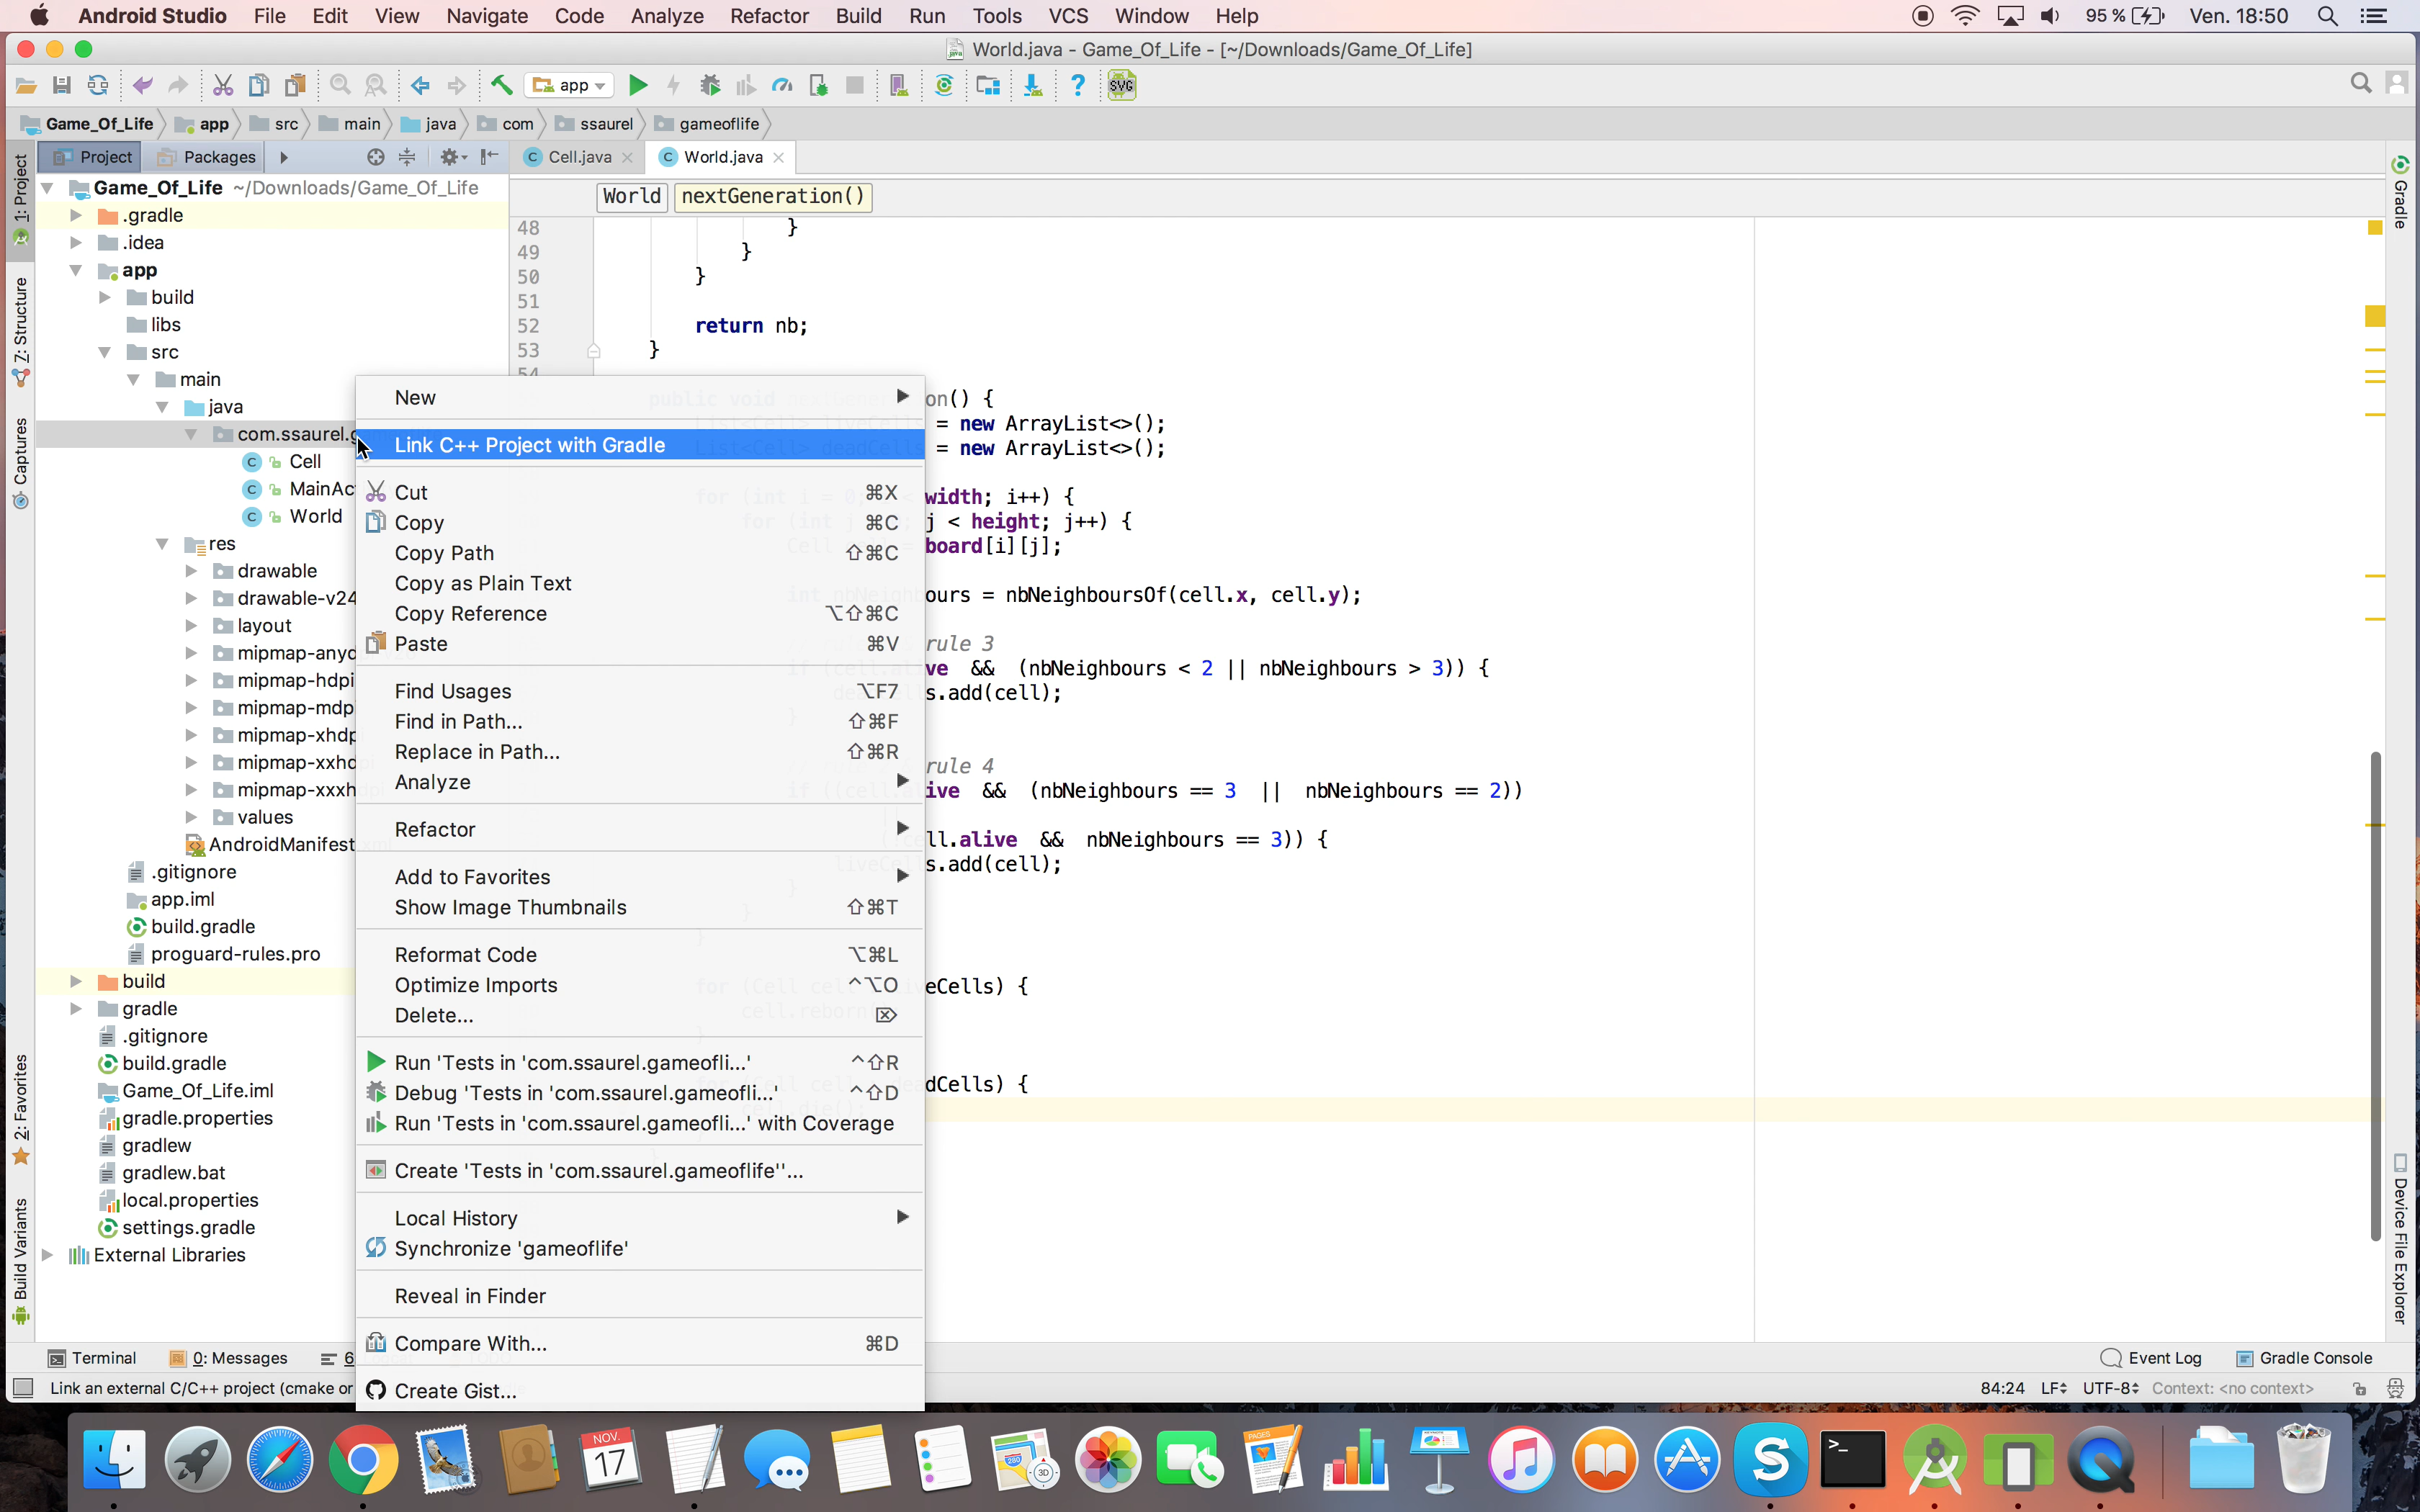 Android Studio File Edit View Navigate Code Analyze Refactor Build Run Tools VCS Window Help 95 % Ven. 18:50
World.java - Game_Of_Life - [~/Downloads/Game_Of_Life]
app
SVG
Game_Of_Life app src main java com ssaurel gameoflife
Project Packages
Cell.java World.java
World nextGeneration()
1: Project
Z: Structure
Captures
2: Favorites
Build Variants
Gradle
Device File Explorer
Game_Of_Life ~/Downloads/Game_Of_Life
.gradle
.idea
app
build
libs
src
main
java
com.ssaurel.
Cell
MainAc
World
res
drawable
drawable-v24
layout
mipmap-anyd
mipmap-hdpi
mipmap-mdp
mipmap-xhdp
mipmap-xxhd
mipmap-xxxh
values
AndroidManifest
.gitignore
app.iml
build.gradle
proguard-rules.pro
build
gradle
.gitignore
build.gradle
Game_Of_Life.iml
gradle.properties
gradlew
gradlew.bat
local.properties
settings.gradle
External Libraries
48 }
49 }
50 }
51
52 return nb;
53 }
54
public void on() {
= new ArrayList<>();
= new ArrayList<>();
width; i++) {
j < height; j++) {
board[i][j];
ours = nbNeighboursOf(cell.x, cell.y);
rule 3
ve && (nbNeighbours < 2 || nbNeighbours > 3)) {
s.add(cell);
rule 4
ive && (nbNeighbours == 3 || nbNeighbours == 2))
ll.alive && nbNeighbours == 3)) {
s.add(cell);
eCells) {
dCells) {
New
Link C++ Project with Gradle
Cut ⌘X
Copy ⌘C
Copy Path ⇧⌘C
Copy as Plain Text
Copy Reference ⌥⇧⌘C
Paste ⌘V
Find Usages ⌥F7
Find in Path... ⇧⌘F
Replace in Path... ⇧⌘R
Analyze
Refactor
Add to Favorites
Show Image Thumbnails ⇧⌘T
Reformat Code ⌥⌘L
Optimize Imports ^⌥O
Delete... ⌦
Run 'Tests in 'com.ssaurel.gameofli...' ^⇧R
Debug 'Tests in 'com.ssaurel.gameofli...' ^⇧D
Run 'Tests in 'com.ssaurel.gameofli...' with Coverage
Create 'Tests in 'com.ssaurel.gameoflife''...
Local History
Synchronize 'gameoflife'
Reveal in Finder
Compare With... ⌘D
Create Gist...
Terminal 0: Messages 6 Event Log Gradle Console
Link an external C/C++ project (cmake or 84:24 LF UTF-8 Context: <no context>
NOV.
17
280
3D
PAGES